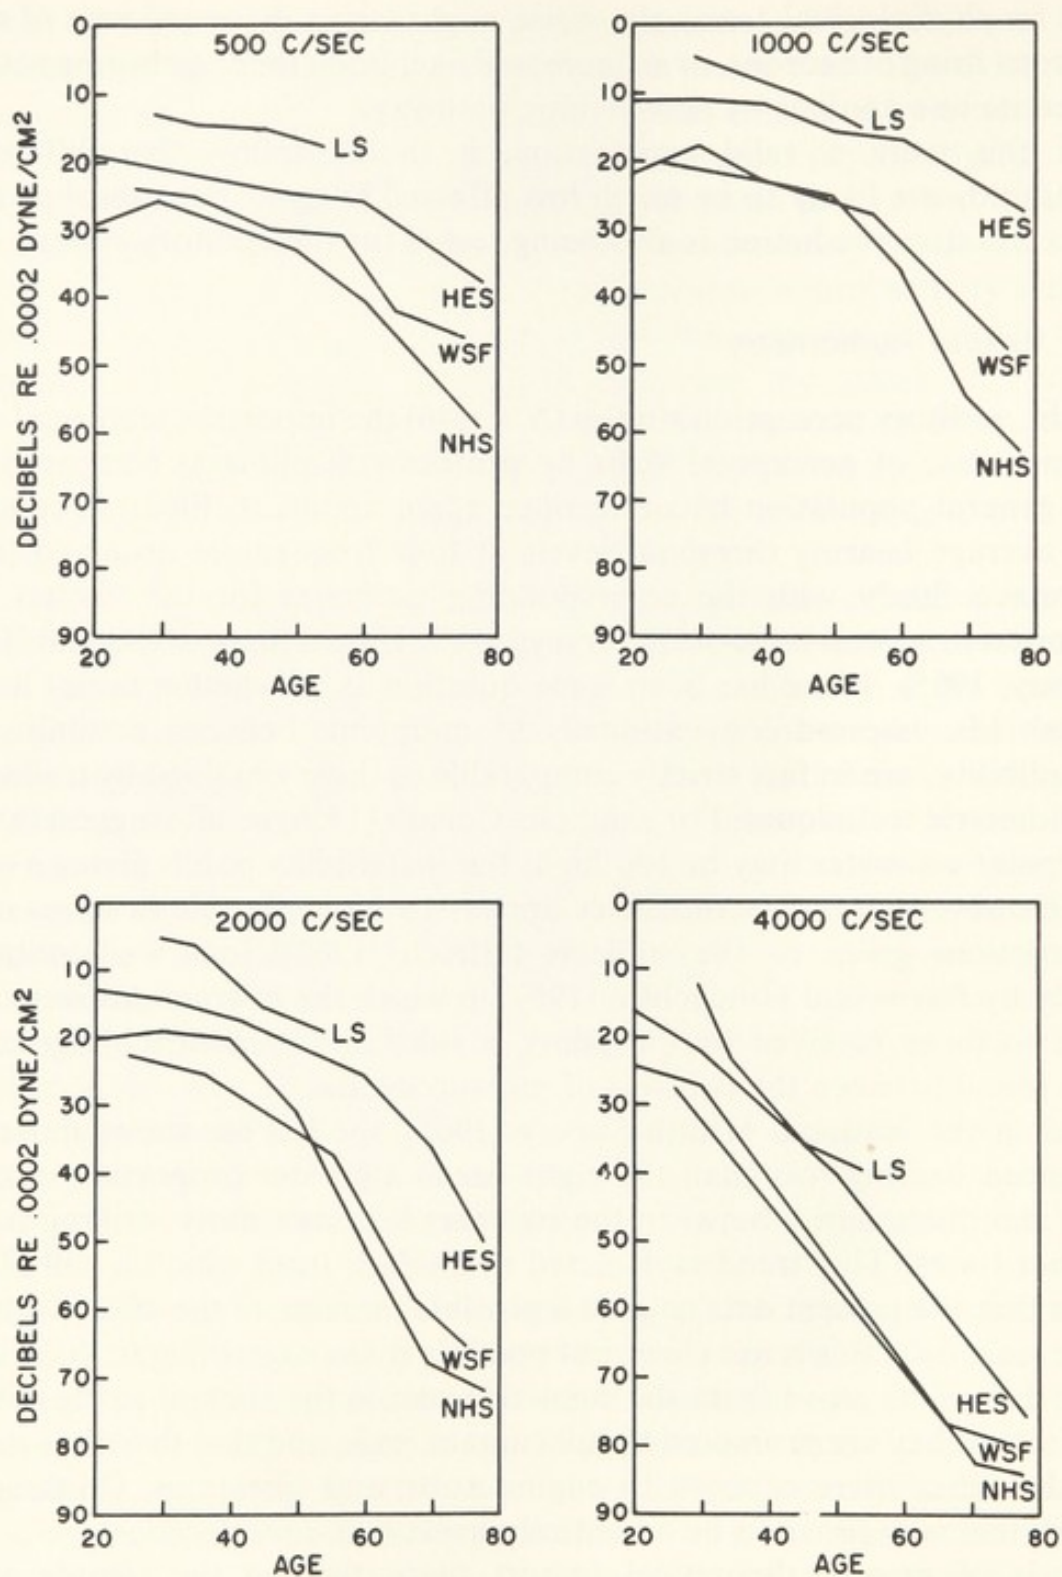 500 C/SEC
0
10
20
30
40
50
60
70
80
90
DECIBELS RE .0002 DYNE/CM2
LS
HES
WSF
NHS
20 40 60 80
AGE
1000 C/SEC
0
10
20
30
40
50
60
70
80
90
LS
HES
WSF
NHS
20 40 60 80
AGE
2000 C/SEC
0
10
20
30
40
50
60
70
80
90
DECIBELS RE .0002 DYNE/CM2
LS
HES
WSF
NHS
20 40 60 80
AGE
4000 C/SEC
0
10
20
30
40
50
60
70
80
90
LS
HES
WSF
NHS
20 40 60 80
AGE